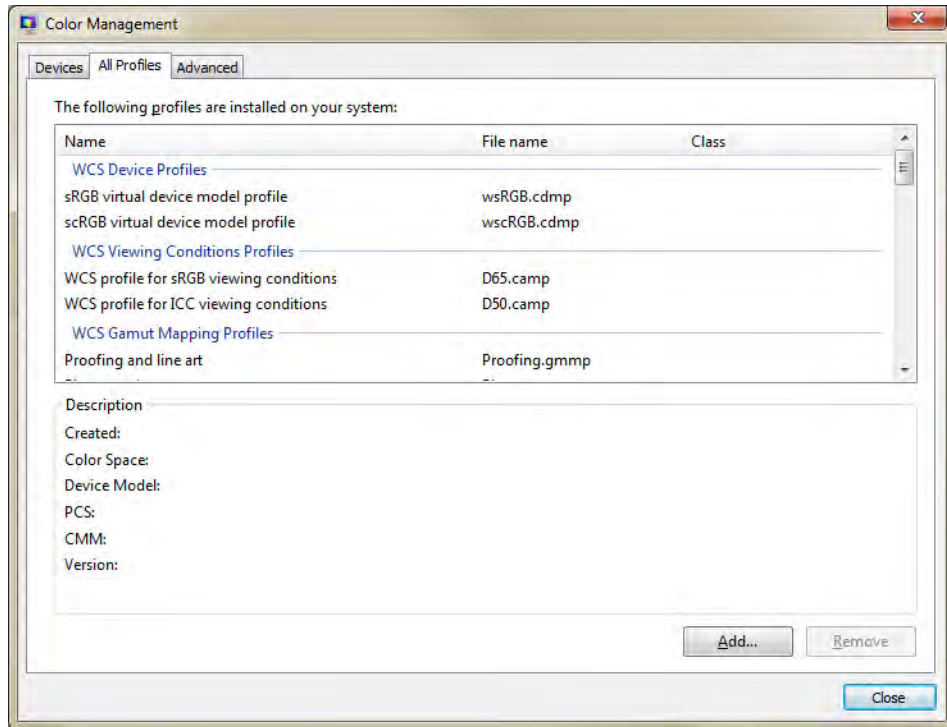 Color Management
Devices All Profiles Advanced
The following profiles are installed on your system:
Name File name Class
WCS Device Profiles
sRGB virtual device model profile wsRGB.cdmp
scRGB virtual device model profile wscRGB.cdmp
WCS Viewing Conditions Profiles
WCS profile for sRGB viewing conditions D65.camp
WCS profile for ICC viewing conditions D50.camp
WCS Gamut Mapping Profiles
Proofing and line art Proofing.gmmp
Description
Created:
Color Space:
Device Model:
PCS:
CMM:
Version:
Add... Remove
Close